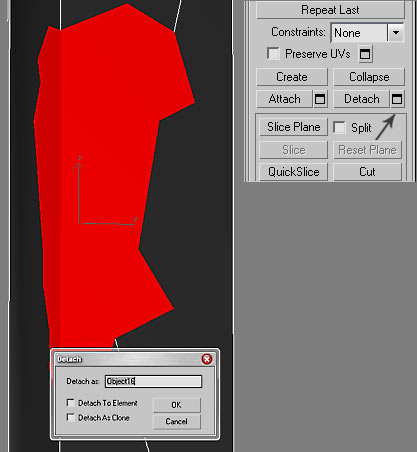 Repeat Last
Constraints: None
Preserve UVs
Create Collapse
Attach Detach
Slice Plane Split
Slice Reset Plane
QuickSlice Cut
Detach
Detach as: Object16
Detach To Element OK
Detach As Clone Cancel